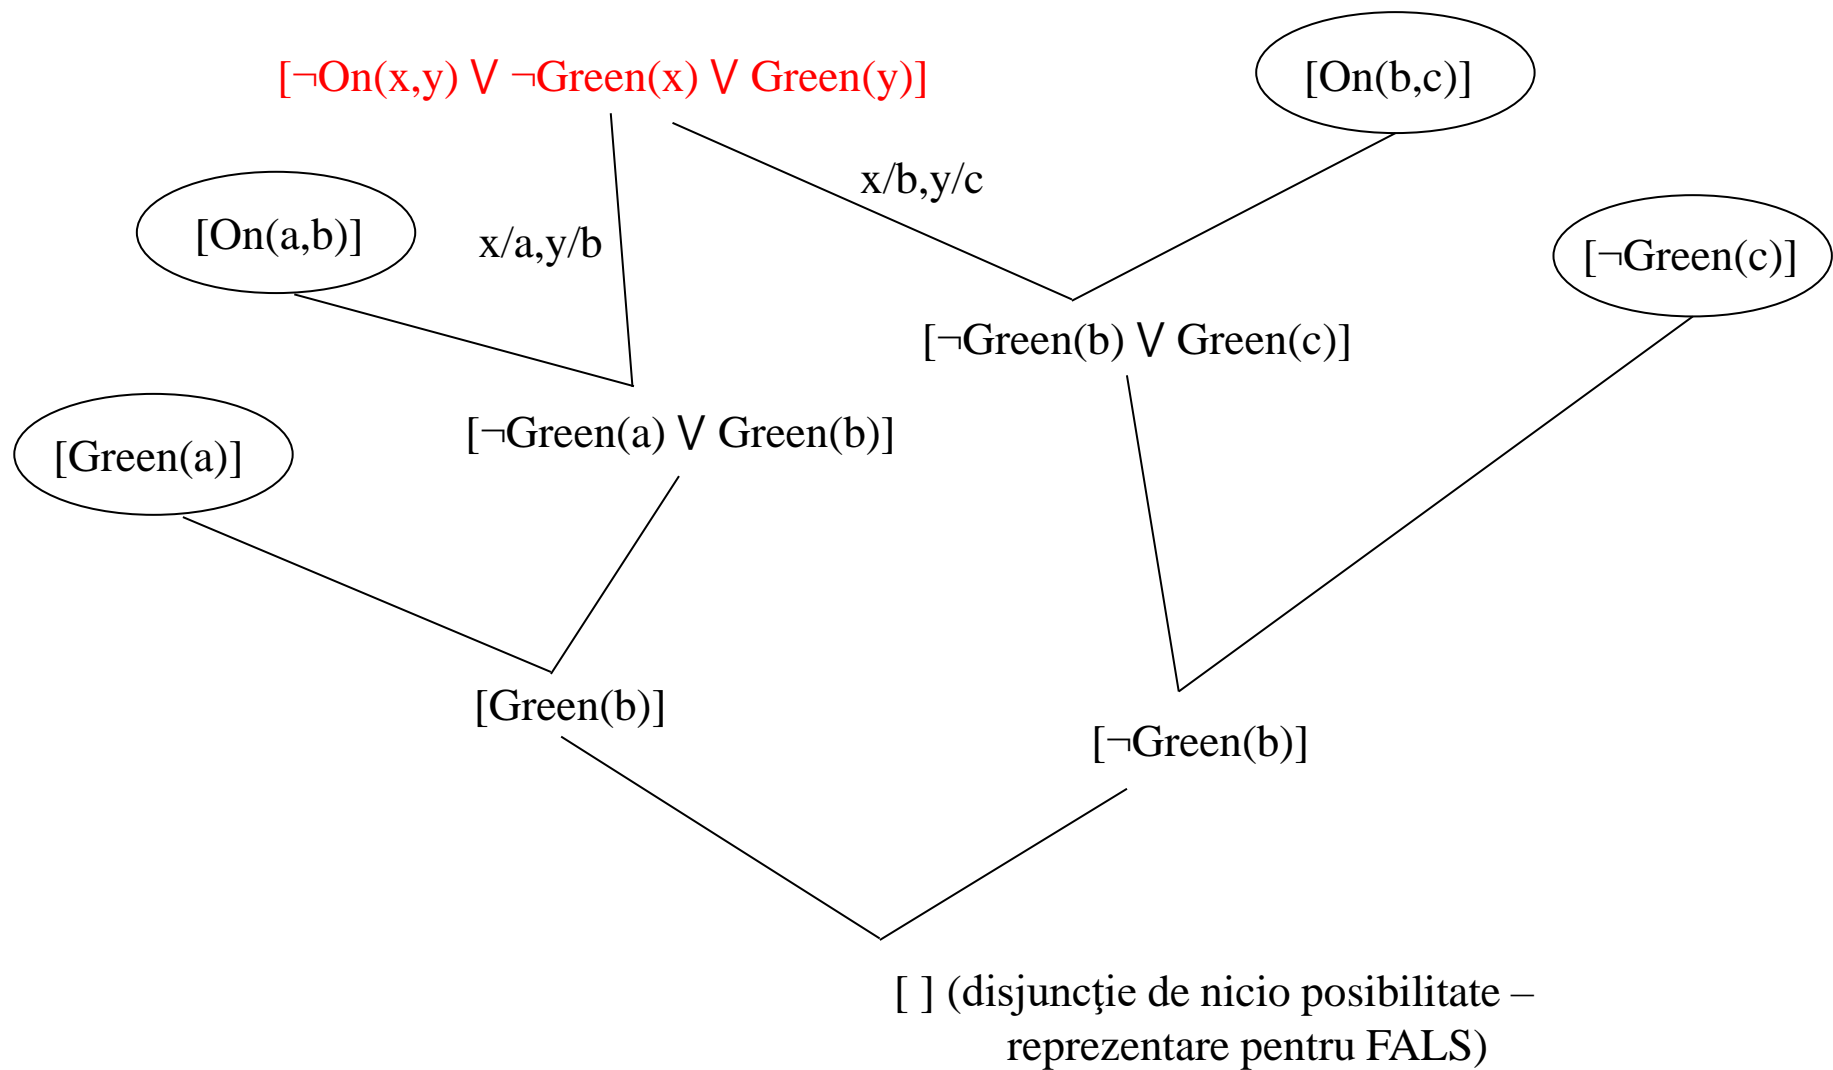 [¬On(x,y) V ¬Green(x) V Green(y)]
[On(b,c)]
x/b,y/c
[On(a,b)]
x/a,y/b
[¬Green(c)]
[¬Green(b) V Green(c)]
[¬Green(a) V Green(b)]
[Green(a)]
[Green(b)]
[¬Green(b)]
[ ] (disjuncţie de nicio posibilitate –
reprezentare pentru FALS)